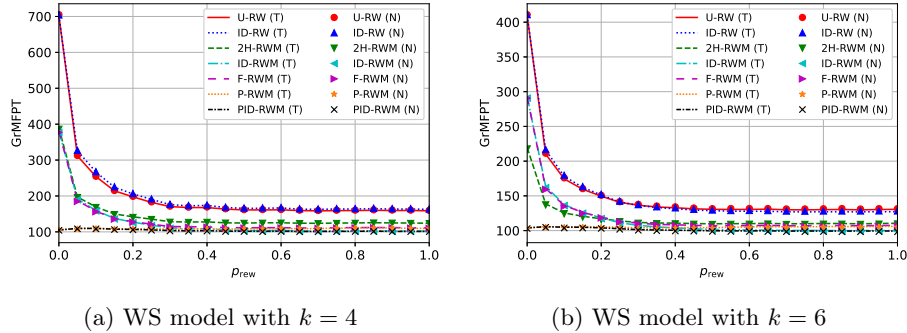 GrMFPT
700
600
500
400
300
200
100
0.0 0.2 0.4 0.6 0.8 1.0
p_rew
U-RW (T) U-RW (N)
ID-RW (T) ID-RW (N)
2H-RWM (T) 2H-RWM (N)
ID-RWM (T) ID-RWM (N)
F-RWM (T) F-RWM (N)
P-RWM (T) P-RWM (N)
PID-RWM (T) PID-RWM (N)
(a) WS model with k = 4
GrMFPT
400
350
300
250
200
150
100
0.0 0.2 0.4 0.6 0.8 1.0
p_rew
U-RW (T) U-RW (N)
ID-RW (T) ID-RW (N)
2H-RWM (T) 2H-RWM (N)
ID-RWM (T) ID-RWM (N)
F-RWM (T) F-RWM (N)
P-RWM (T) P-RWM (N)
PID-RWM (T) PID-RWM (N)
(b) WS model with k = 6